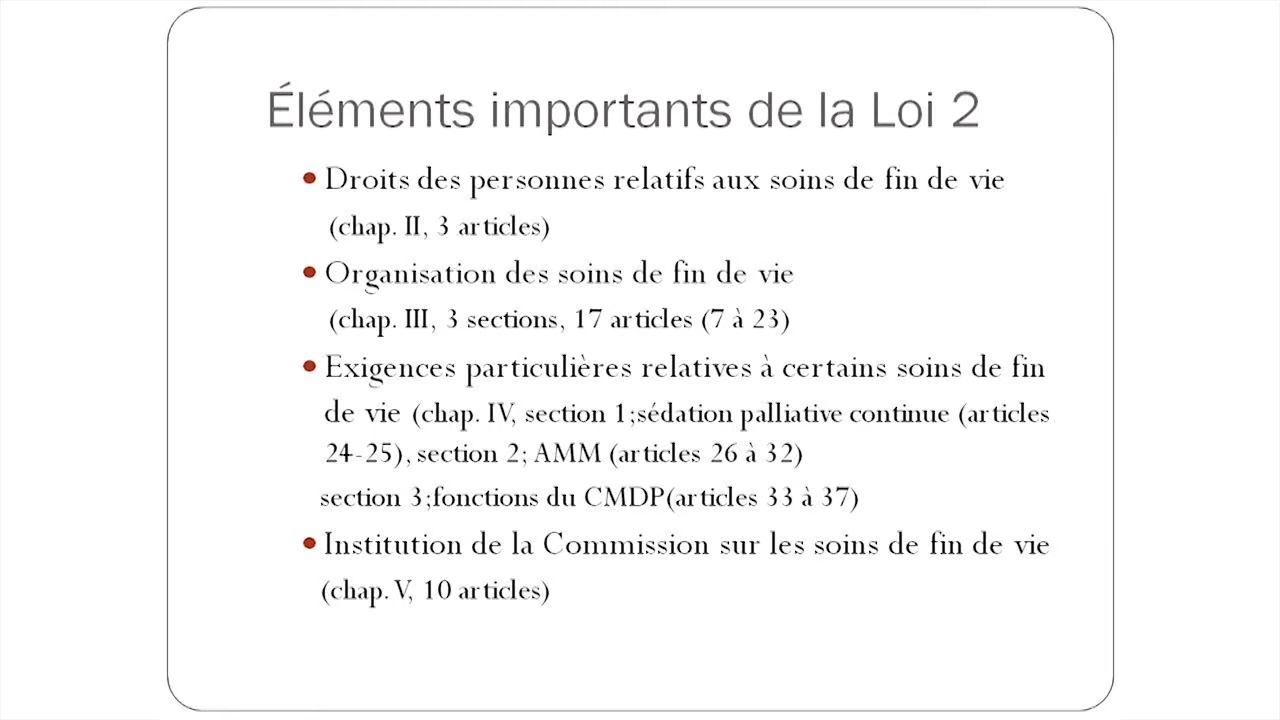 Éléments importants de la Loi 2
• Droits des personnes relatifs aux soins de fin de vie
(chap. II, 3 articles)
• Organisation des soins de fin de vie
(chap. III, 3 sections, 17 articles (7 à 23)
• Exigences particulières relatives à certains soins de fin
de vie (chap. IV, section 1;sédation palliative continue (articles
24-25), section 2; AMM (articles 26 à 32)
section 3;fonctions du CMDP(articles 33 à 37)
• Institution de la Commission sur les soins de fin de vie
(chap. V, 10 articles)